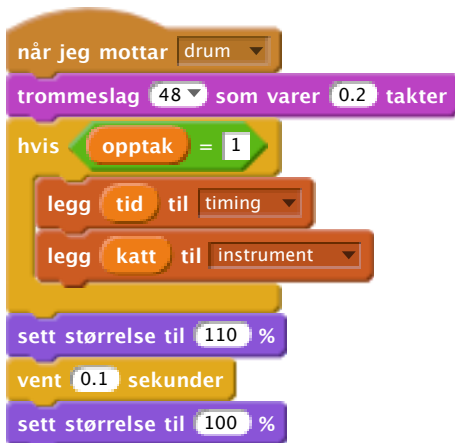 når jeg mottar drum
trommeslag 48 som varer 0.2 takter
hvis opptak = 1
legg tid til timing
legg katt til instrument
sett størrelse til 110 %
vent 0.1 sekunder
sett størrelse til 100 %